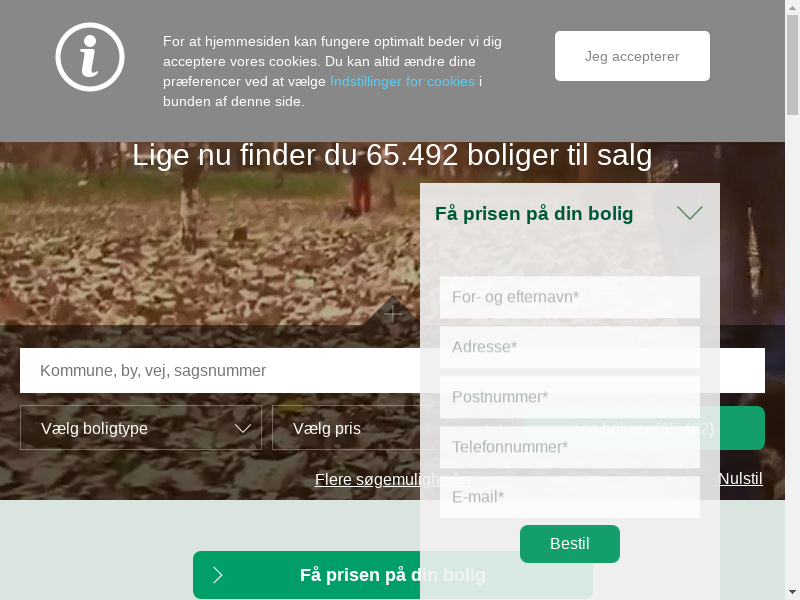 For at hjemmesiden kan fungere optimalt beder vi dig
acceptere vores cookies. Du kan altid ændre dine
præferencer ved at vælge Indstillinger for cookies i
bunden af denne side.
Jeg accepterer
Lige nu finder du 65.492 boliger til salg
Få prisen på din bolig
For- og efternavn*
Adresse*
Postnummer*
Telefonnummer*
E-mail*
Bestil
Kommune, by, vej, sagsnummer
Vælg boligtype
Vælg pris
Vis boliger (65.492)
Flere søgemuligheder
Nulstil
Få prisen på din bolig